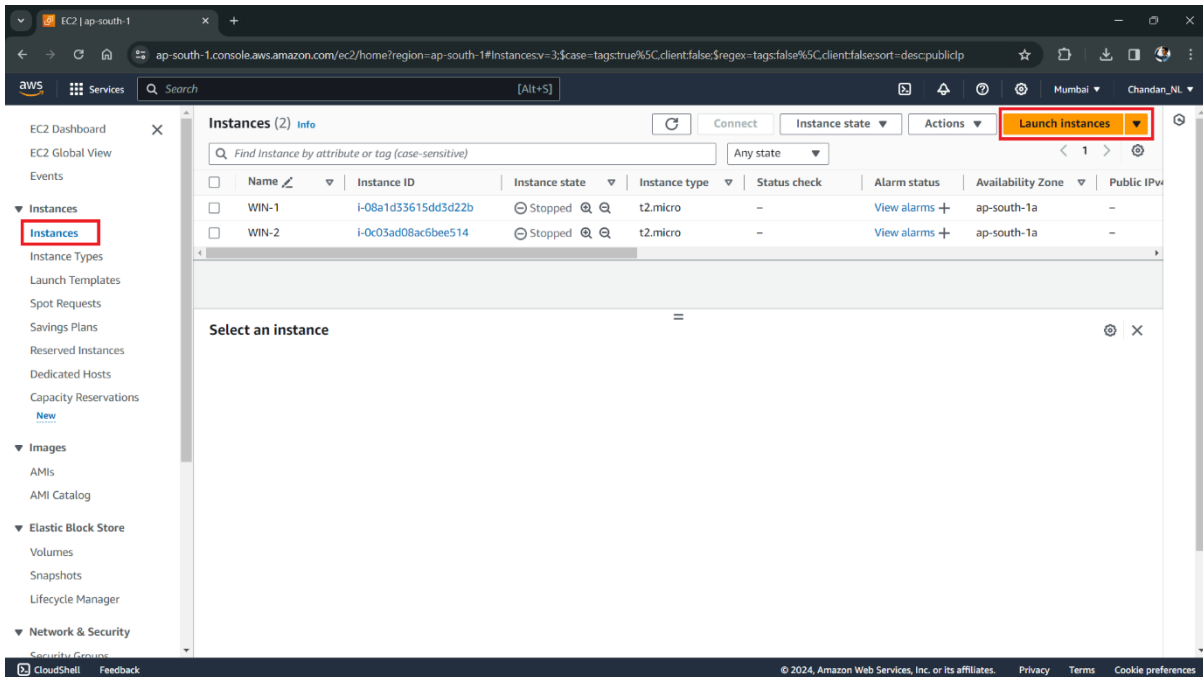 EC2 | ap-south-1
ap-south-1.console.aws.amazon.com/ec2/home?region=ap-south-1#Instances:v=3;$case=tags:true%5C,client:false;$regex=tags:false%5C,client:false;sort=desc:publicIp
aws Services Search [Alt+S] Mumbai Chandan_NL
EC2 Dashboard
EC2 Global View
Events
Instances
Instances
Instance Types
Launch Templates
Spot Requests
Savings Plans
Reserved Instances
Dedicated Hosts
Capacity Reservations
New
Images
AMIs
AMI Catalog
Elastic Block Store
Volumes
Snapshots
Lifecycle Manager
Network & Security
Security Groups
Instances (2) Info Connect Instance state Actions Launch instances
Find Instance by attribute or tag (case-sensitive) Any state 1
Name Instance ID Instance state Instance type Status check Alarm status Availability Zone Public IPv4
WIN-1 i-08a1d33615dd3d22b Stopped t2.micro – View alarms + ap-south-1a –
WIN-2 i-0c03ad08ac6bee514 Stopped t2.micro – View alarms + ap-south-1a –
Select an instance
CloudShell Feedback © 2024, Amazon Web Services, Inc. or its affiliates. Privacy Terms Cookie preferences